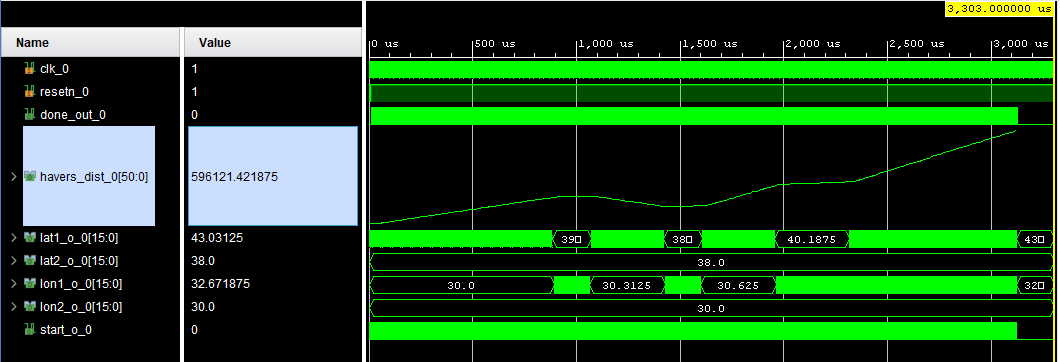 3,303.000000 us
Name Value
0 us 500 us 1,000 us 1,500 us 2,000 us 2,500 us 3,000 us
clk_0 1
resetn_0 1
done_out_0 0
havers_dist_0[50:0] 596121.421875
lat1_o_0[15:0] 43.03125 39 38 40.1875 43
lat2_o_0[15:0] 38.0 38.0
lon1_o_0[15:0] 32.671875 30.0 30.3125 30.625 32
lon2_o_0[15:0] 30.0 30.0
start_o_0 0